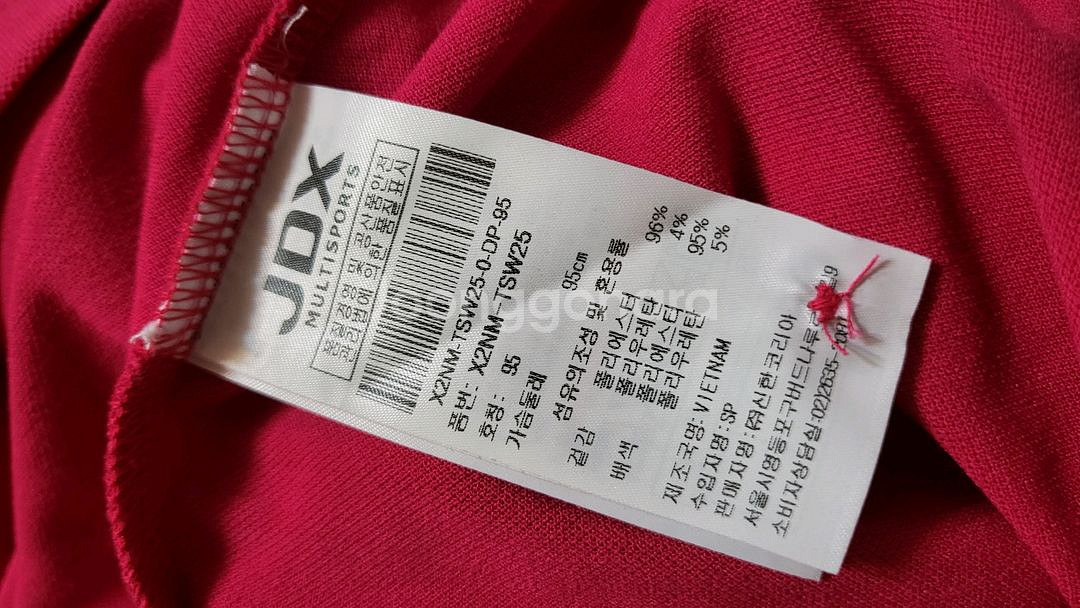 JDX
MULTISPORTS
품질경영 및 공산품안전
관리법에 의한 품질표시
X2NM-TSW25-0-DP-95
품번: X2NM-TSW25
호칭: 95
가슴둘레 95cm
섬유의조성 및 혼용률
겉감 폴리에스터 96%
폴리우레탄 4%
배색 폴리에스터 95%
폴리우레탄 5%
제조국명: VIETNAM
수입자명: SP
판매자명: ㈜신한코리아
서울시영등포구버드나루로
소비자상담실:022635-